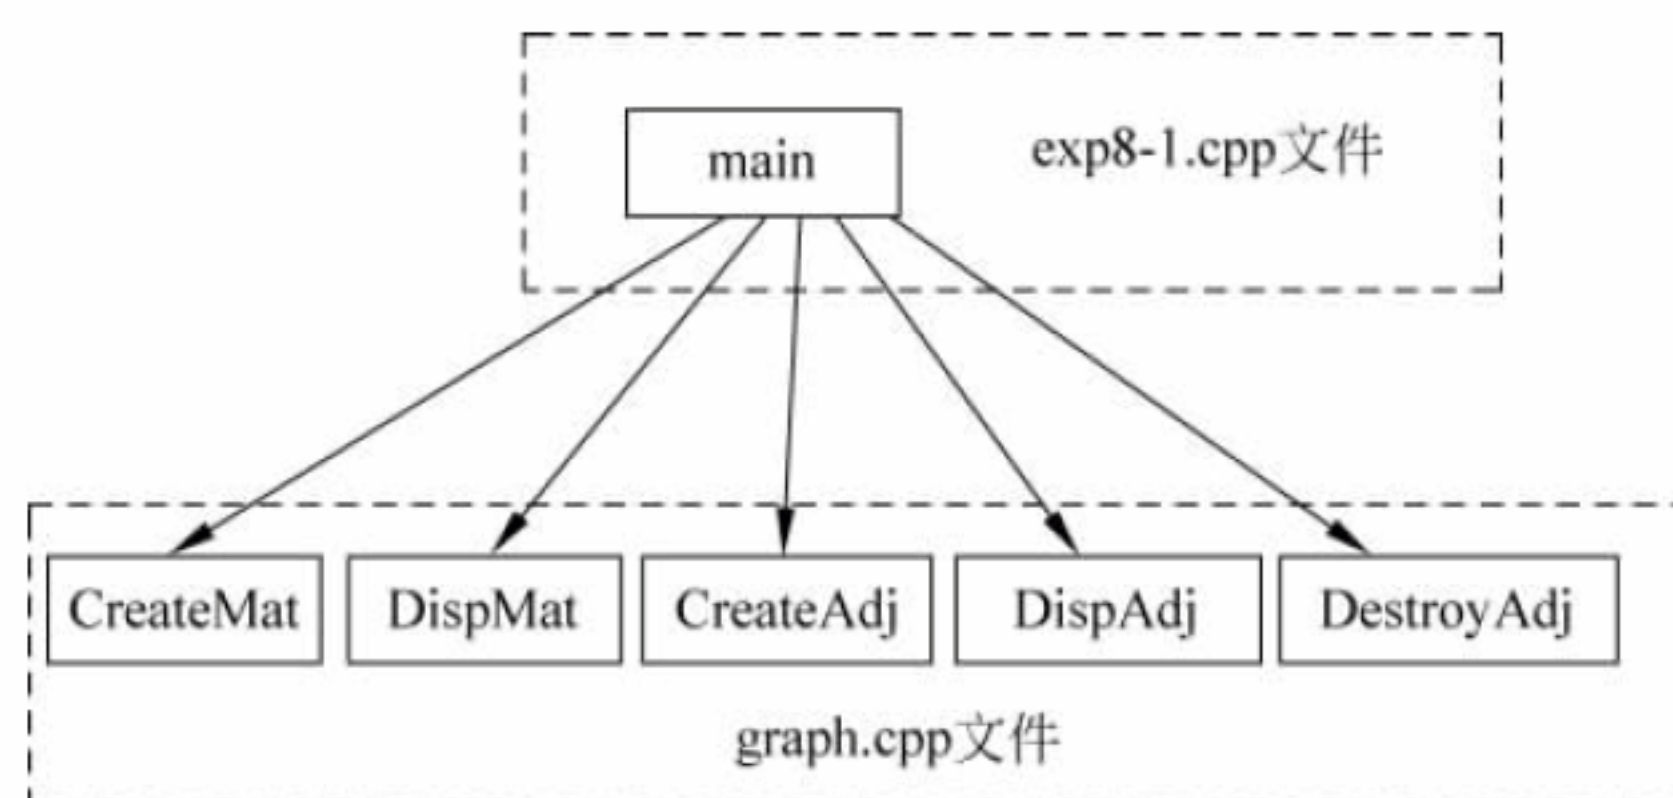 main
exp8-1.cpp文件
CreateMat
DispMat
CreateAdj
DispAdj
DestroyAdj
graph.cpp文件